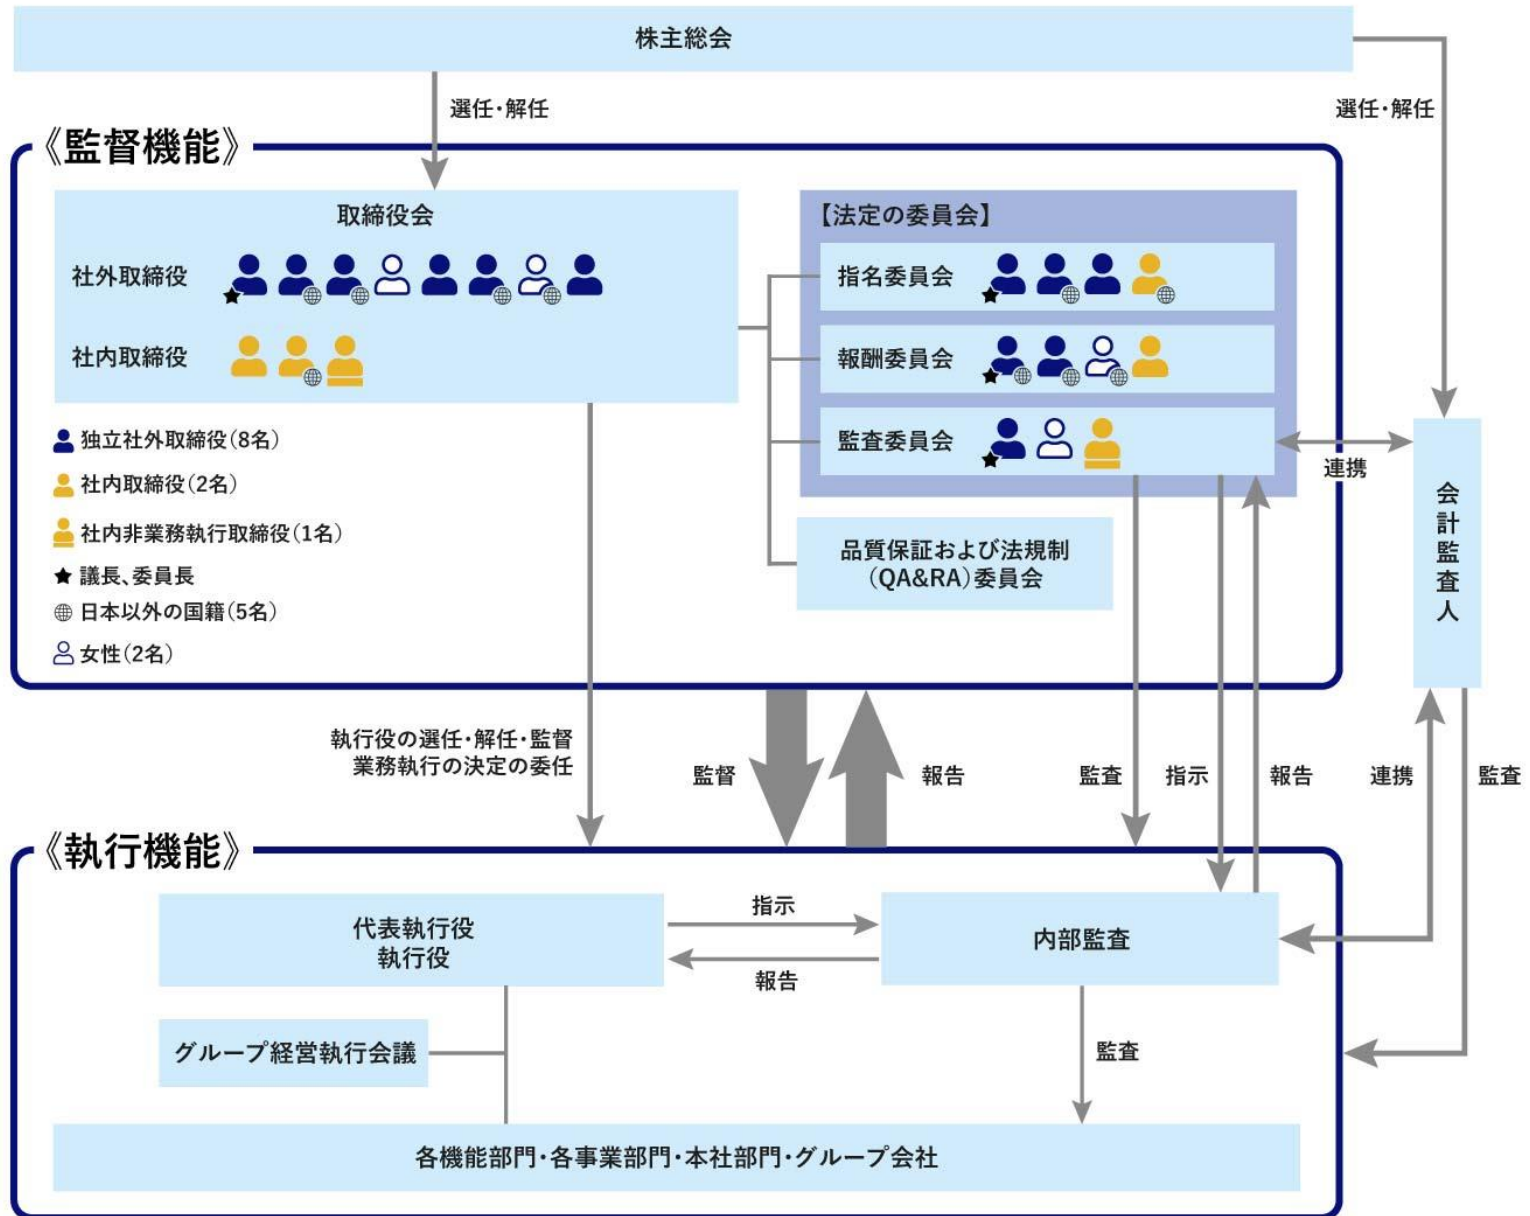 株主総会
選任・解任
選任・解任
《監督機能》
取締役会
社外取締役
社内取締役
独立社外取締役(8名)
社内取締役(2名)
社内非業務執行取締役(1名)
議長、委員長
日本以外の国籍(5名)
女性(2名)
【法定の委員会】
指名委員会
報酬委員会
監査委員会
品質保証および法規制
(QA&RA)委員会
連携
会計監査人
執行役の選任・解任・監督
業務執行の決定の委任
監督
報告
監査
指示
報告
連携
監査
《執行機能》
代表執行役
執行役
指示
報告
内部監査
グループ経営執行会議
監査
各機能部門・各事業部門・本社部門・グループ会社